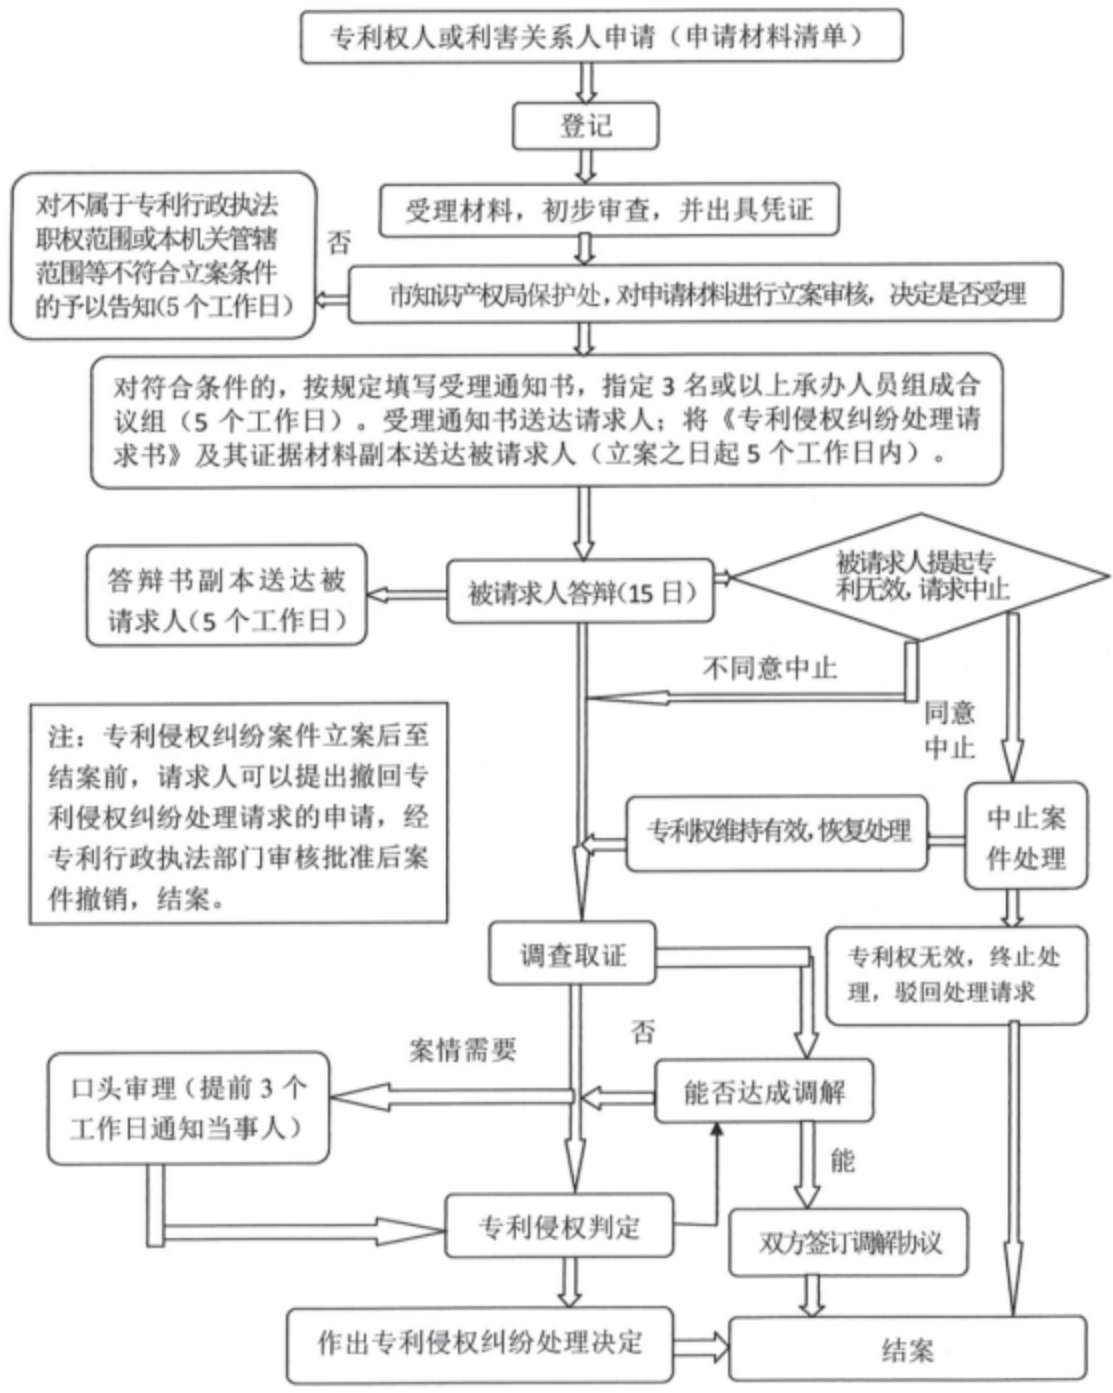 专利权人或利害关系人申请（申请材料清单）
登记
受理材料，初步审查，并出具凭证
对不属于专利行政执法
职权范围或本机关管辖
范围等不符合立案条件
的予以告知(5 个工作日)
否
市知识产权局保护处，对申请材料进行立案审核，决定是否受理
对符合条件的，按规定填写受理通知书，指定 3 名或以上承办人员组成合
议组（5 个工作日）。受理通知书送达请求人；将《专利侵权纠纷处理请
求书》及其证据材料副本送达被请求人（立案之日起 5 个工作日内）。
答辩书副本送达被
请求人(5 个工作日)
被请求人答辩(15 日)
被请求人提起专
利无效，请求中止
不同意中止
同意
中止
注：专利侵权纠纷案件立案后至
结案前，请求人可以提出撤回专
利侵权纠纷处理请求的申请，经
专利行政执法部门审核批准后案
件撤销，结案。
专利权维持有效，恢复处理
中止案
件处理
调查取证
专利权无效，终止处
理，驳回处理请求
案情需要
否
口头审理（提前 3 个
工作日通知当事人）
能否达成调解
能
专利侵权判定
双方签订调解协议
作出专利侵权纠纷处理决定
结案